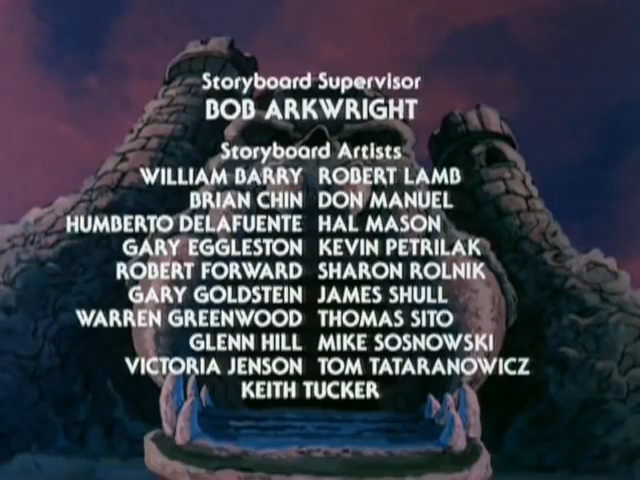 Storyboard Supervisor
BOB ARKWRIGHT
Storyboard Artists
WILLIAM BARRY ROBERT LAMB
BRIAN CHIN DON MANUEL
HUMBERTO DELAFUENTE HAL MASON
GARY EGGLESTON KEVIN PETRILAK
ROBERT FORWARD SHARON ROLNIK
GARY GOLDSTEIN JAMES SHULL
WARREN GREENWOOD THOMAS SITO
GLENN HILL MIKE SOSNOWSKI
VICTORIA JENSON TOM TATARANOWICZ
KEITH TUCKER